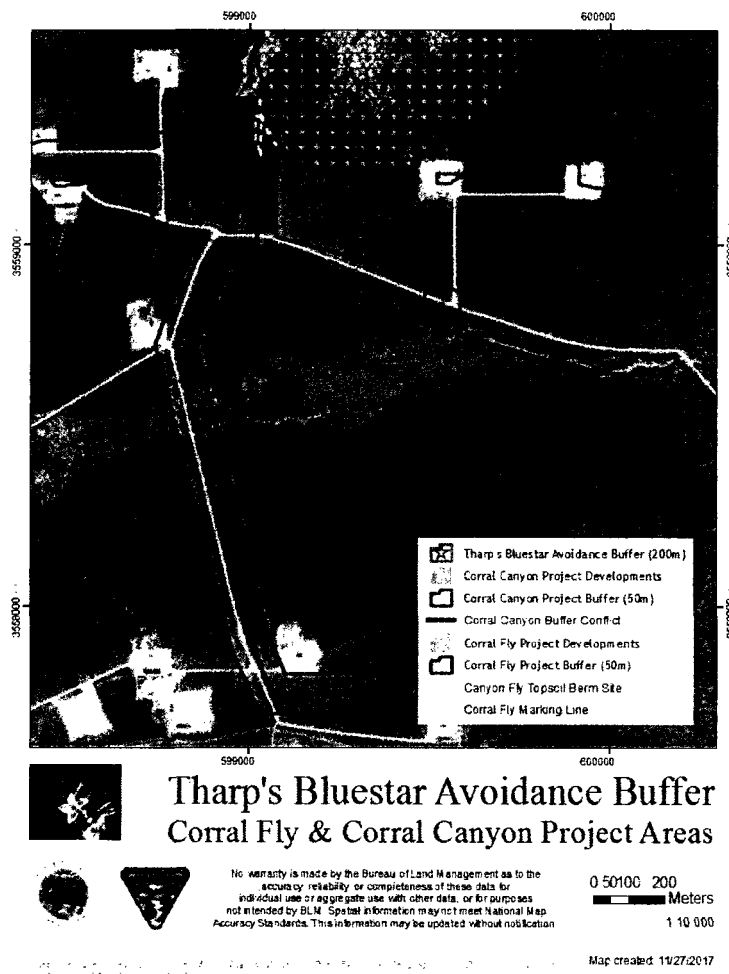 599000 600000
3559000
3558000
Tharp's Bluestar Avoidance Buffer (200m)
Corral Canyon Project Developments
Corral Canyon Project Buffer (50m)
Corral Canyon Buffer Conflict
Corral Fly Project Developments
Corral Fly Project Buffer (50m)
Canyon Fly Topsoil Berm Site
Corral Fly Marking Line
599000 600000
Tharp's Bluestar Avoidance Buffer
Corral Fly & Corral Canyon Project Areas
No warranty is made by the Bureau of Land Management as to the
accuracy reliability or completeness of these data for
individual use or aggregate use with other data, or for purposes
not intended by BLM Spatial information may not meet National Map
Accuracy Standards. This information may be updated without notification
0 50100 200
Meters
1 10 000
Map created: 11/27/2017